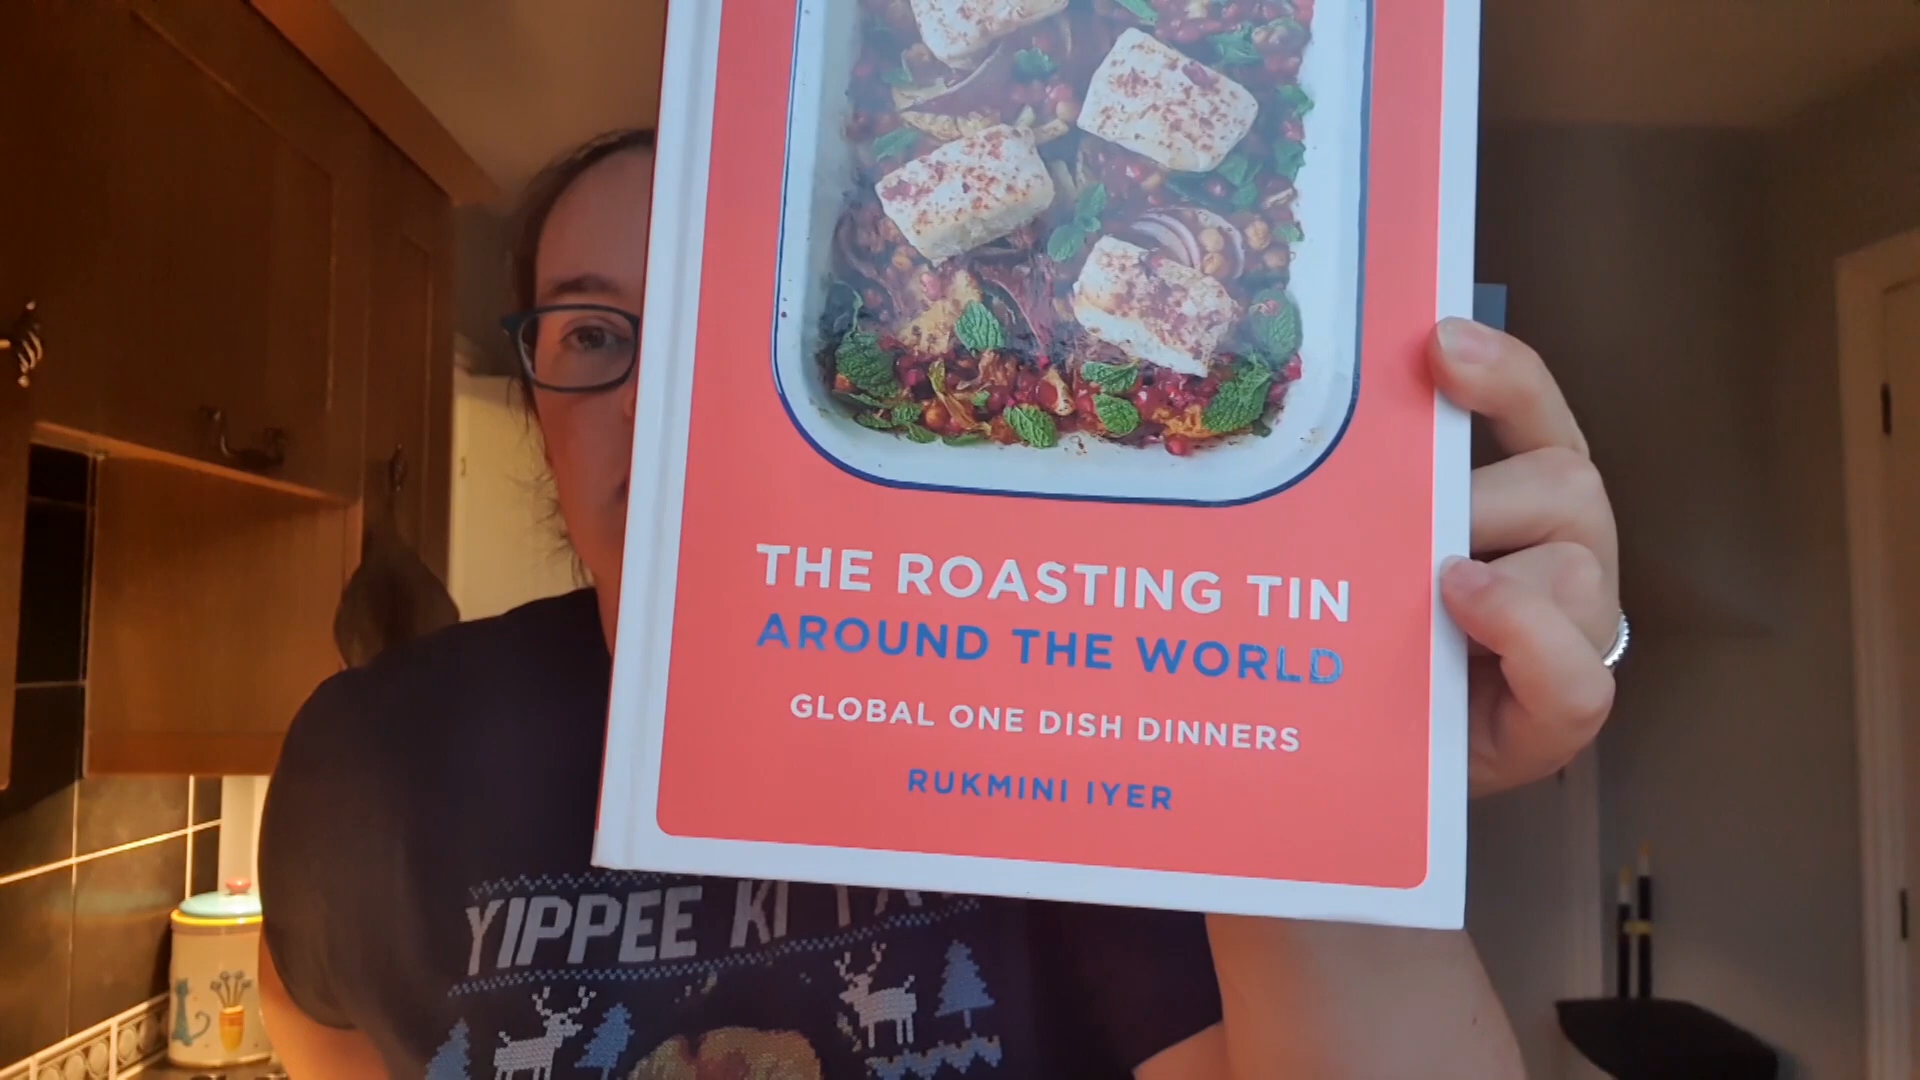 THE ROASTING TIN
AROUND THE WORLD
GLOBAL ONE DISH DINNERS
RUKMINI IYER
YIPPEE KI